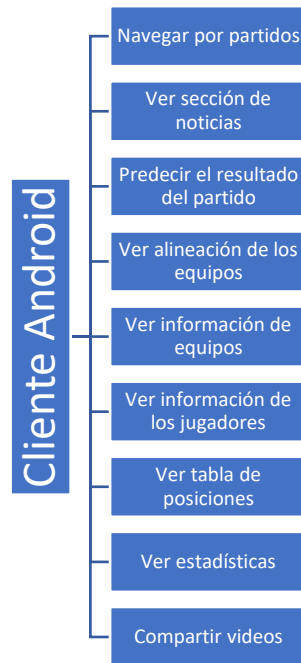 Cliente Android
Navegar por partidos
Ver sección de
noticias
Predecir el resultado
del partido
Ver alineación de los
equipos
Ver información de
equipos
Ver información de
los jugadores
Ver tabla de
posiciones
Ver estadísticas
Compartir videos